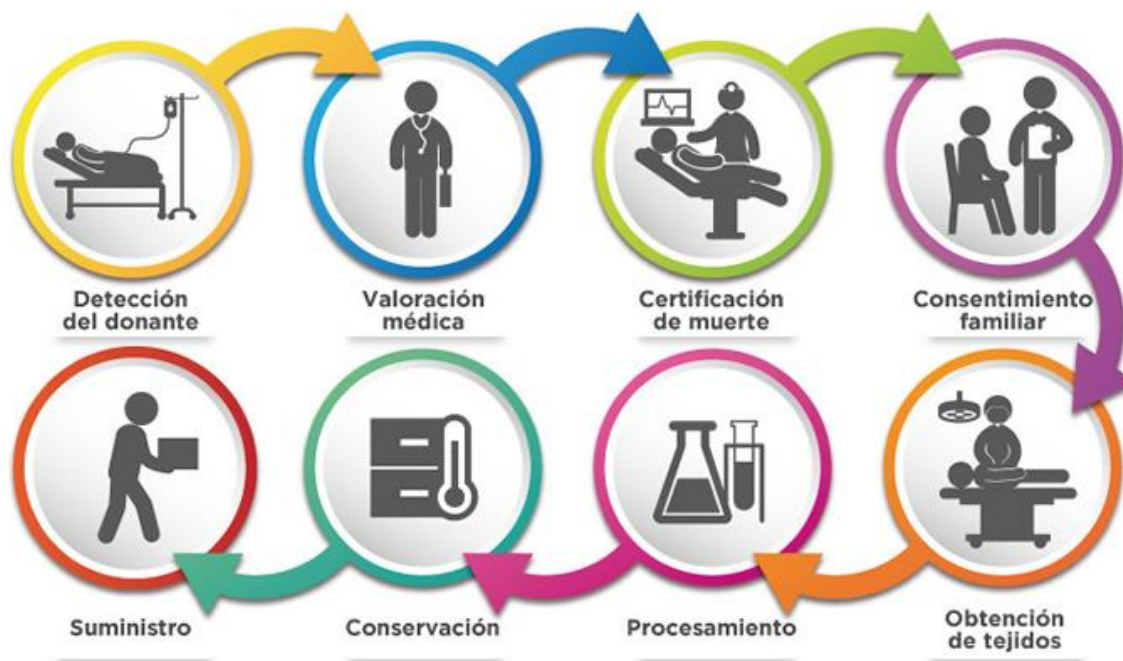 Detección
del donante
Valoración
médica
Certificación
de muerte
Consentimiento
familiar
Obtención
de tejidos
Procesamiento
Conservación
Suministro